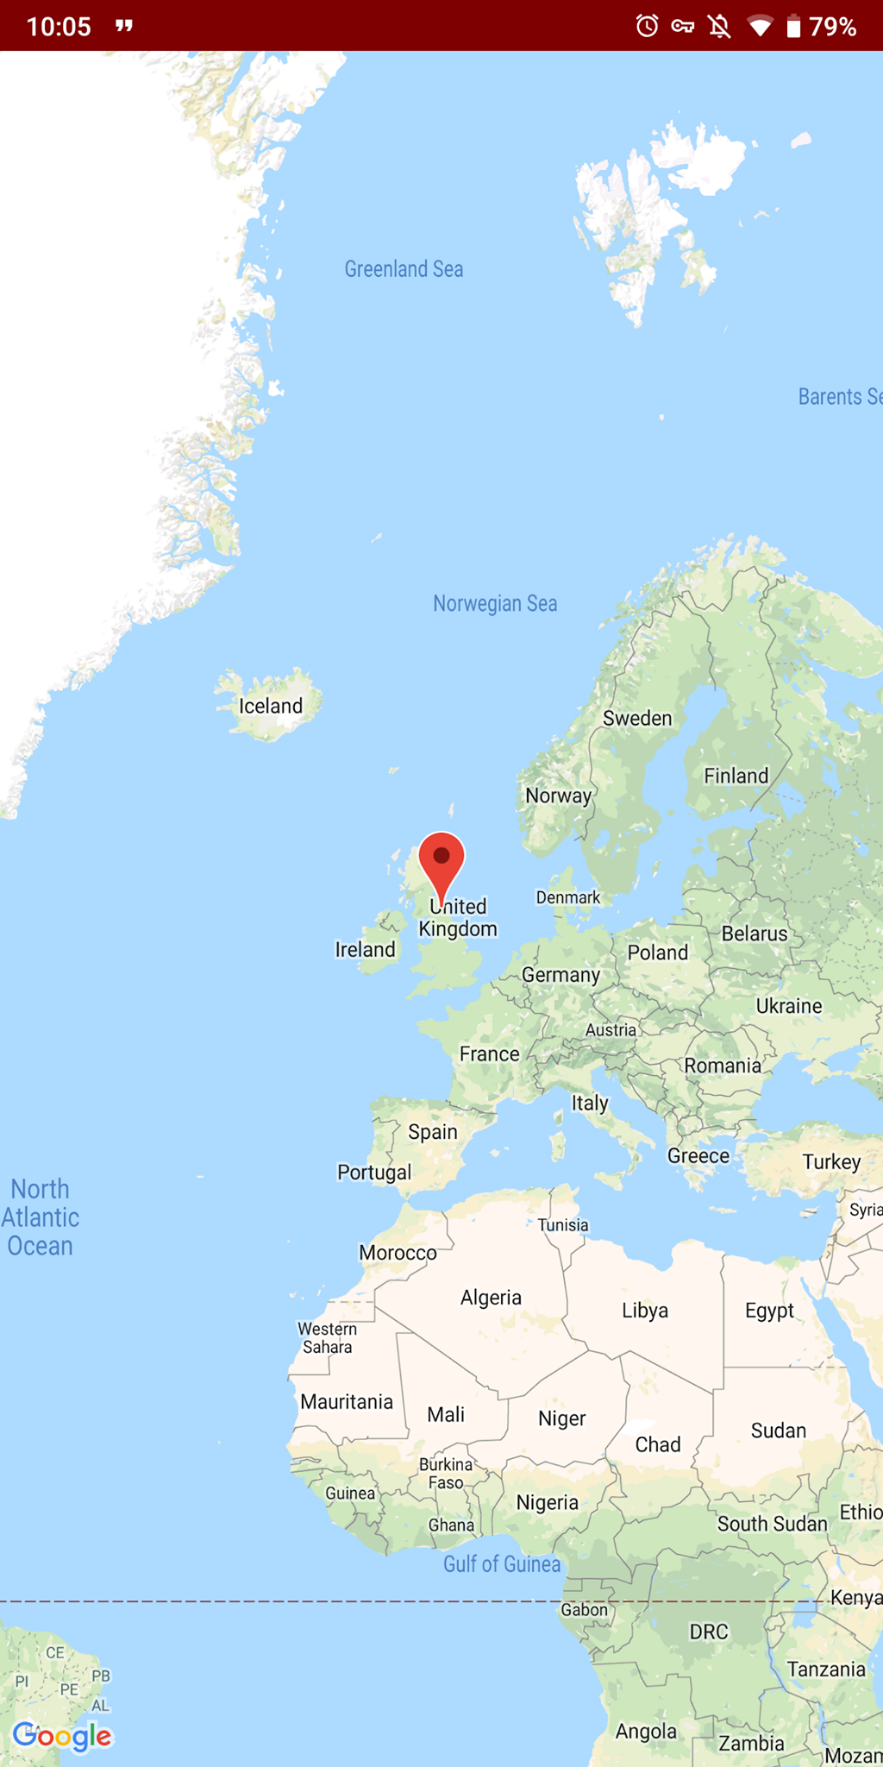 10:05
79%
Greenland Sea
Barents Se
Norwegian Sea
Iceland
Sweden
Finland
Norway
Denmark
United
Kingdom
Belarus
Ireland
Poland
Germany
Ukraine
Austria
France
Romania
Italy
Spain
Greece
Turkey
Portugal
North
Atlantic
Ocean
Syria
Tunisia
Morocco
Algeria
Libya
Egypt
Western
Sahara
Mauritania
Mali
Niger
Chad
Sudan
Burkina
Faso
Guinea
Nigeria
Ghana
South Sudan
Ethio
Gulf of Guinea
Kenya
Gabon
DRC
CE
PI
PB
PE
AL
Tanzania
Google
Angola
Zambia
Mozam